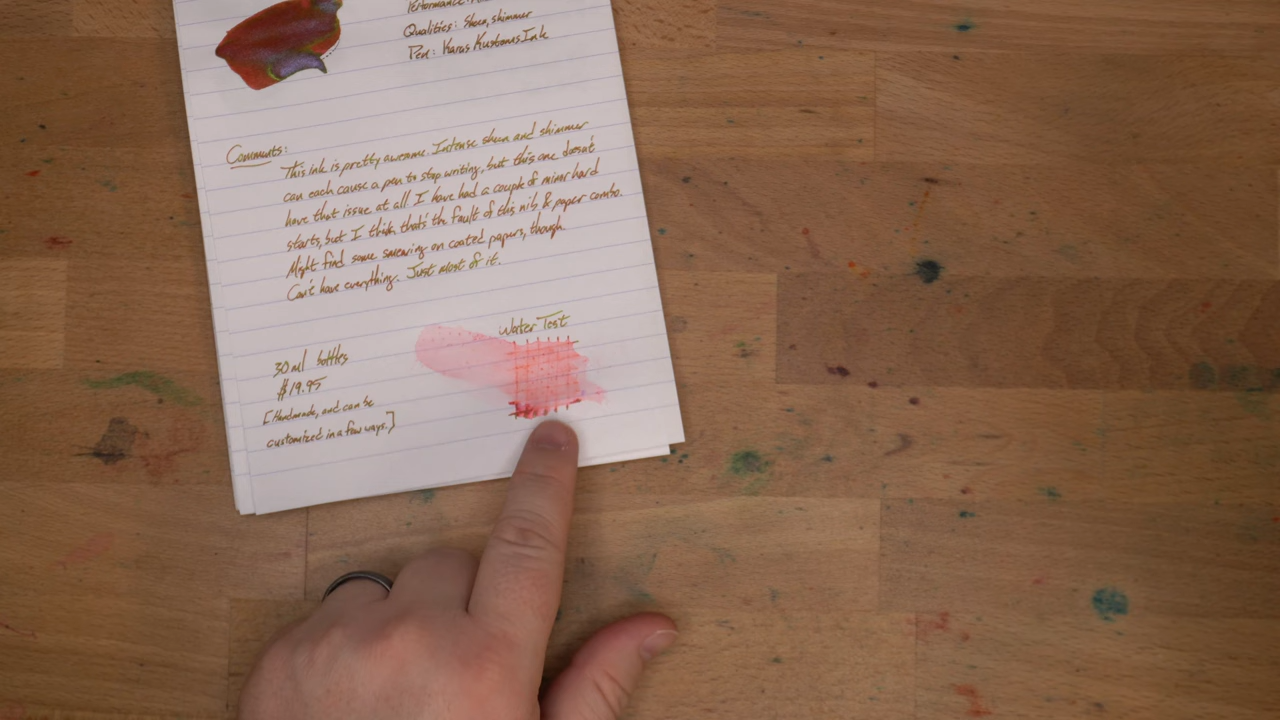 Performance:
Qualities: Sheen, shimmer
Pen: Karas Kustoms Ink
Comments:
This ink is pretty awesome. Intense sheen and shimmer
can each cause a pen to stop writing, but this one doesn't
have that issue at all. I have had a couple of minor hard
starts, but I think that's the fault of this nib & paper combo.
Might find some smearing on coated papers, though
Can't have everything. Just most of it.
Water Test
30 ml bottles
$19.95
[Handmade, and can be
customized in a few ways.]